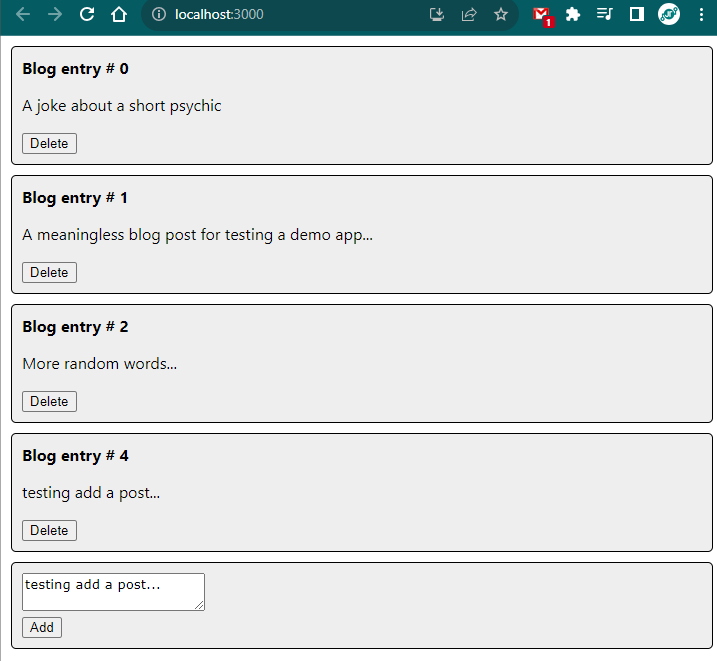 localhost:3000
1
Blog entry # 0
A joke about a short psychic
Delete
Blog entry # 1
A meaningless blog post for testing a demo app...
Delete
Blog entry # 2
More random words...
Delete
Blog entry # 4
testing add a post...
Delete
testing add a post...
Add